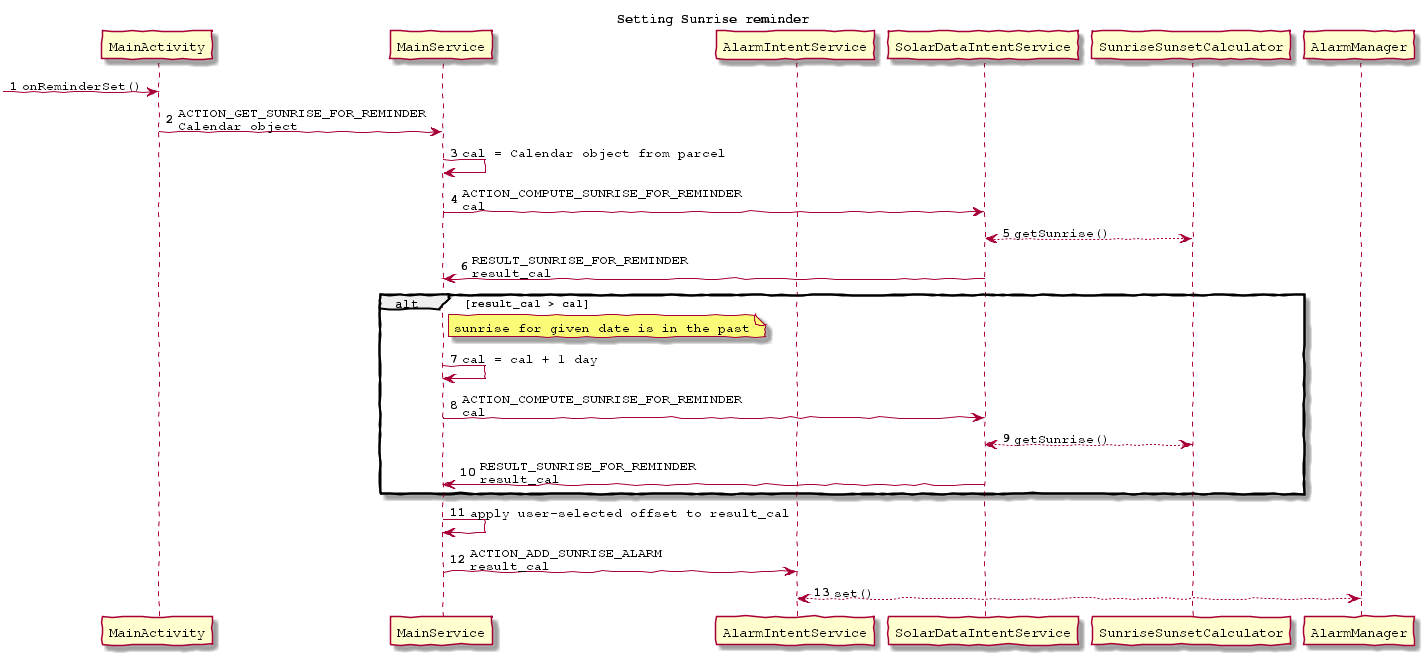 Setting Sunrise reminder
MainActivity
MainService
AlarmIntentService
SolarDataIntentService
SunriseSunsetCalculator
AlarmManager
1 onReminderSet()
2 ACTION_GET_SUNRISE_FOR_REMINDER
Calendar object
3 cal = Calendar object from parcel
4 ACTION_COMPUTE_SUNRISE_FOR_REMINDER
cal
5 getSunrise()
6 RESULT_SUNRISE_FOR_REMINDER
result_cal
alt [result_cal > cal]
sunrise for given date is in the past
7 cal = cal + 1 day
8 ACTION_COMPUTE_SUNRISE_FOR_REMINDER
cal
9 getSunrise()
10 RESULT_SUNRISE_FOR_REMINDER
result_cal
11 apply user-selected offset to result_cal
12 ACTION_ADD_SUNRISE_ALARM
result_cal
13 set()
MainActivity
MainService
AlarmIntentService
SolarDataIntentService
SunriseSunsetCalculator
AlarmManager